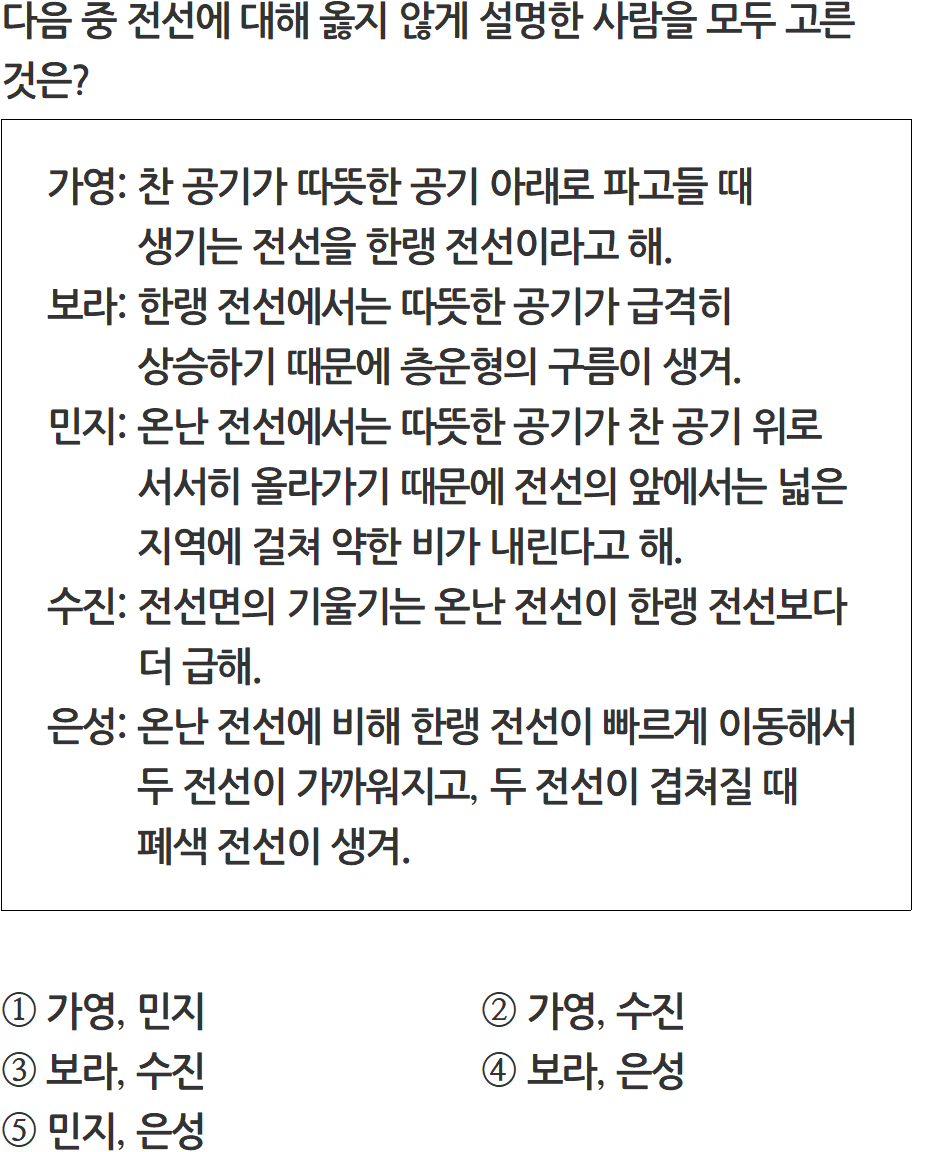 다음 중 전선에 대해 옳지 않게 설명한 사람을 모두 고른
것은?
가영: 찬 공기가 따뜻한 공기 아래로 파고들 때
생기는 전선을 한랭 전선이라고 해.
보라: 한랭 전선에서는 따뜻한 공기가 급격히
상승하기 때문에 층운형의 구름이 생겨.
민지: 온난 전선에서는 따뜻한 공기가 찬 공기 위로
서서히 올라가기 때문에 전선의 앞에서는 넓은
지역에 걸쳐 약한 비가 내린다고 해.
수진: 전선면의 기울기는 온난 전선이 한랭 전선보다
더 급해.
은성: 온난 전선에 비해 한랭 전선이 빠르게 이동해서
두 전선이 가까워지고, 두 전선이 겹쳐질 때
폐색 전선이 생겨.
① 가영, 민지 ② 가영, 수진
③ 보라, 수진 ④ 보라, 은성
⑤ 민지, 은성